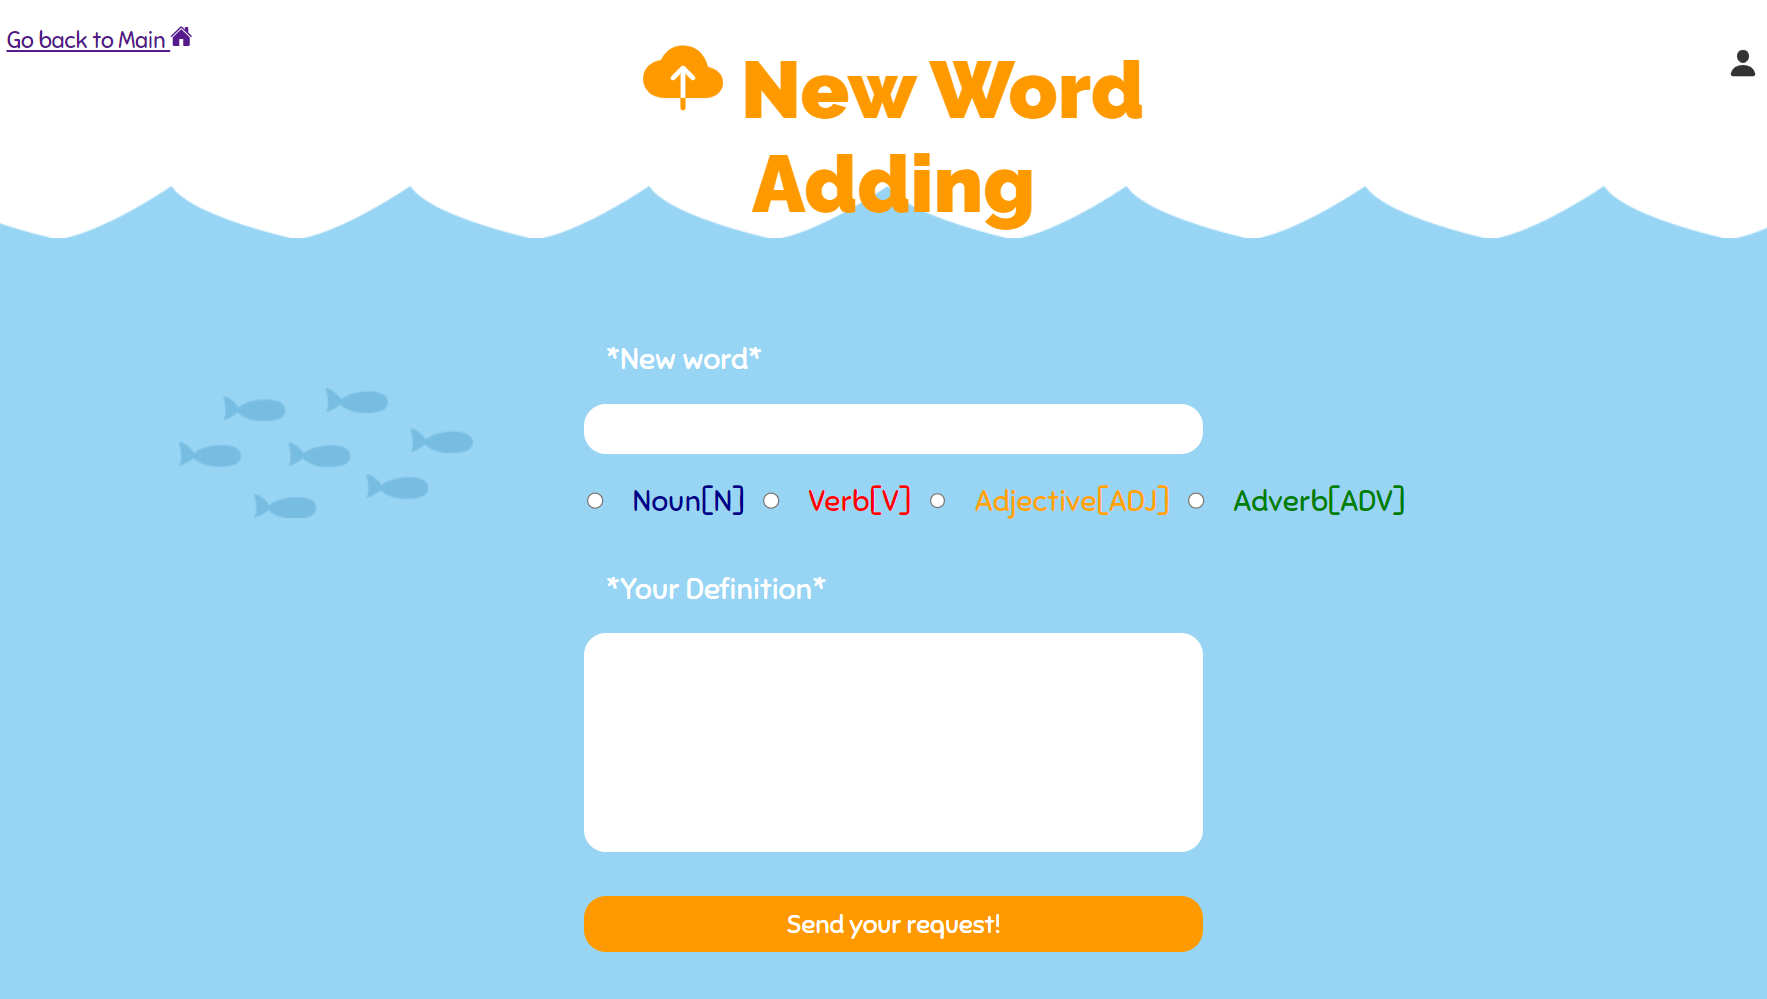 Go back to Main
New Word
Adding
*New word*
Noun[N] Verb[V] Adjective[ADJ] Adverb[ADV]
*Your Definition*
Send your request!